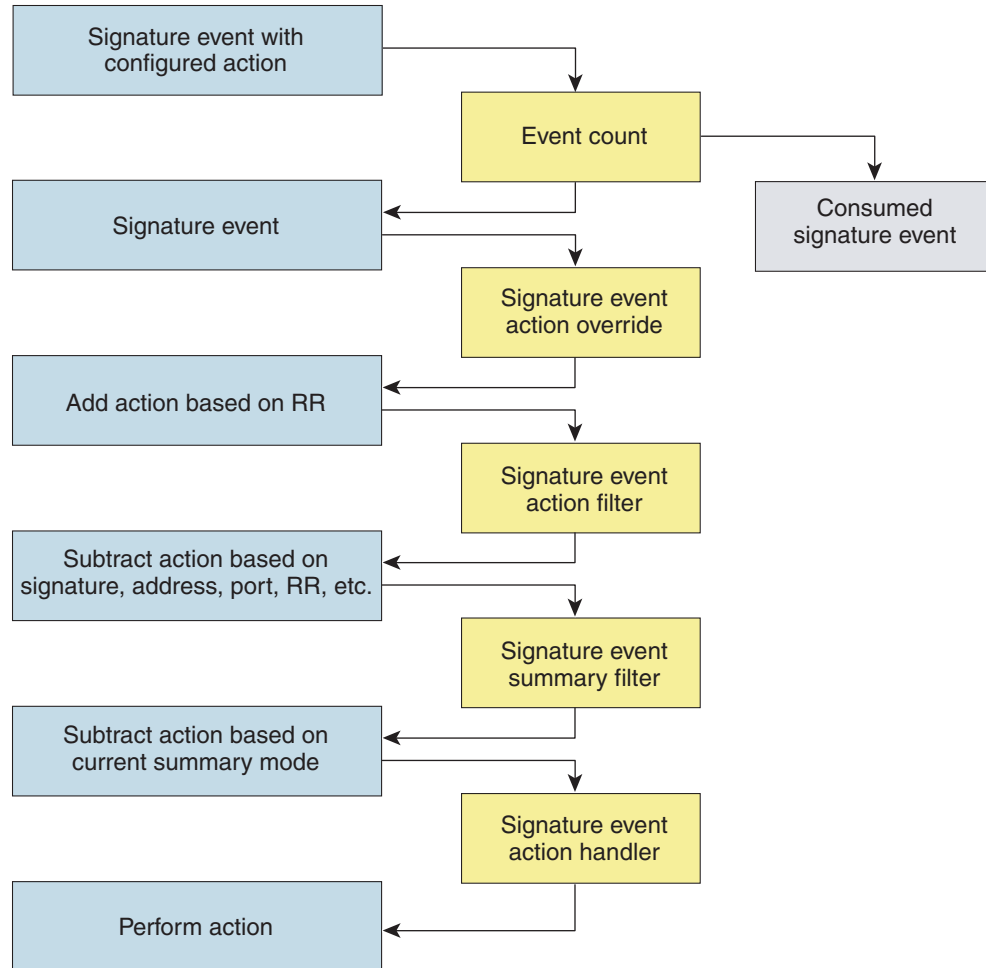 Signature event with
configured action
Event count
Consumed
signature event
Signature event
Signature event
action override
Add action based on RR
Signature event
action filter
Subtract action based on
signature, address, port, RR, etc.
Signature event
summary filter
Subtract action based on
current summary mode
Signature event
action handler
Perform action